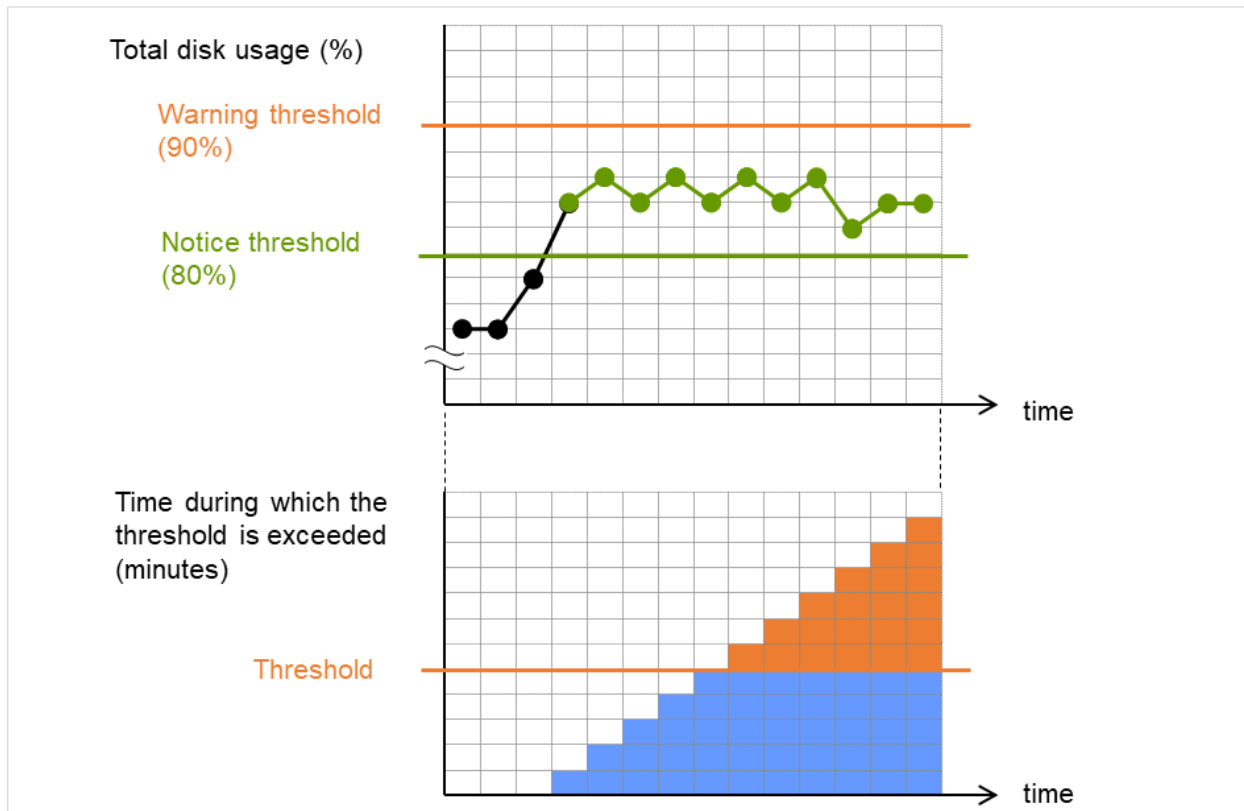 Total disk usage (%)
Warning threshold
(90%)
Notice threshold
(80%)
time
Time during which the
threshold is exceeded
(minutes)
Threshold
time